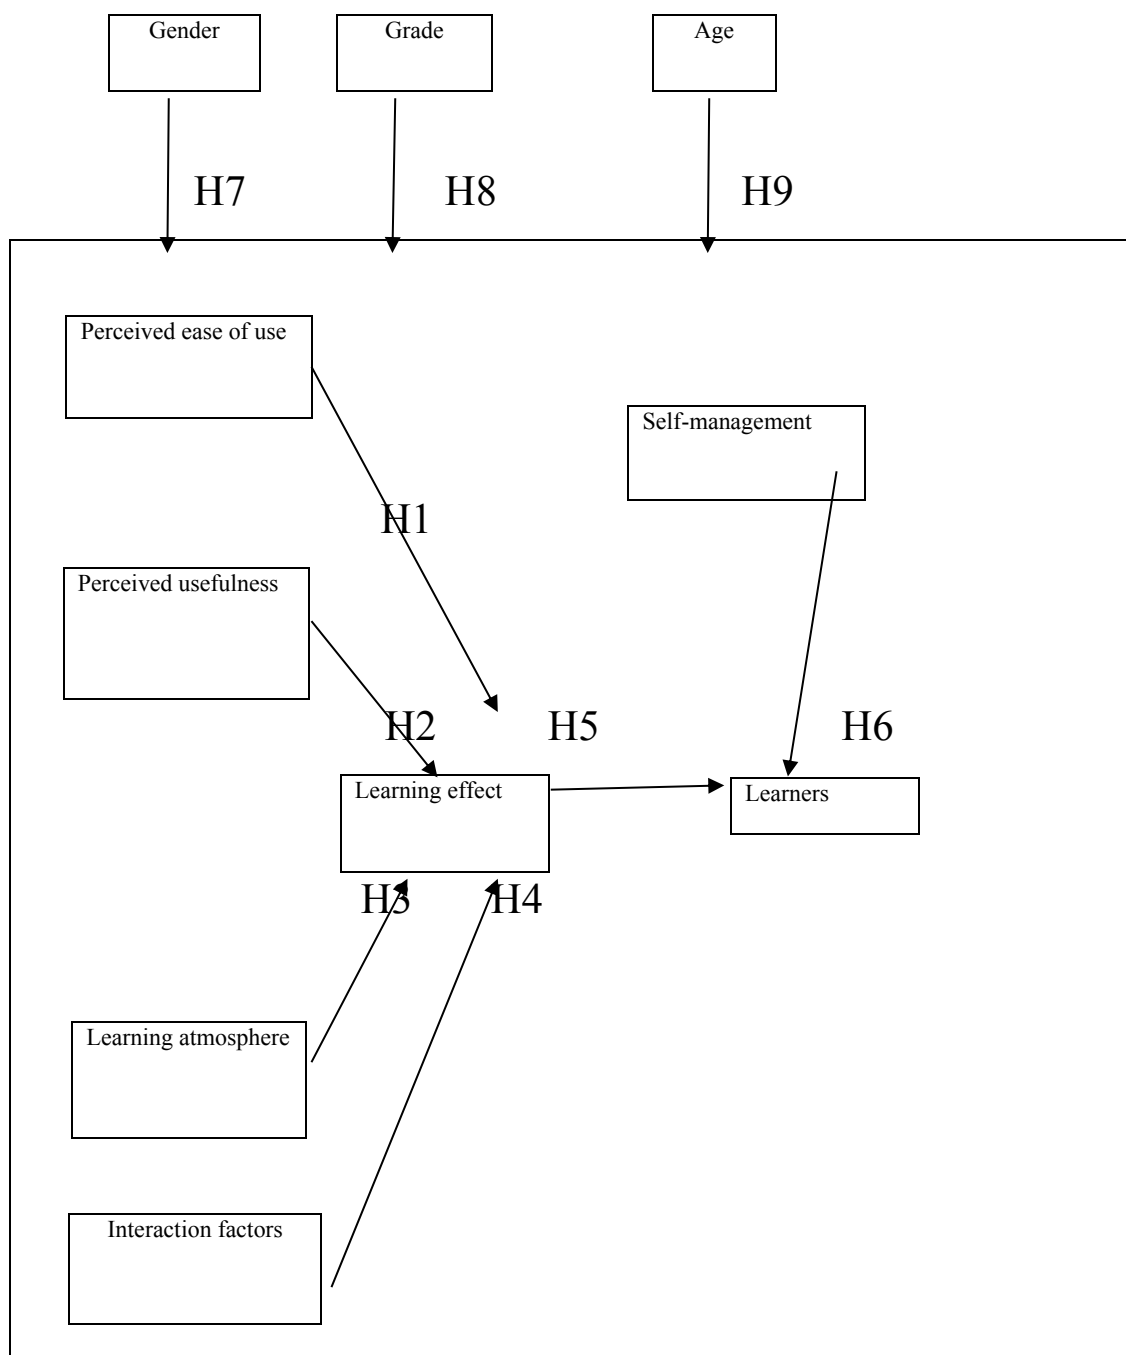 Gender
Grade
Age
H7
H8
H9
Perceived ease of use
Self-management
H1
Perceived usefulness
H2
H5
H6
Learning effect
Learners
H3
H4
Learning atmosphere
Interaction factors